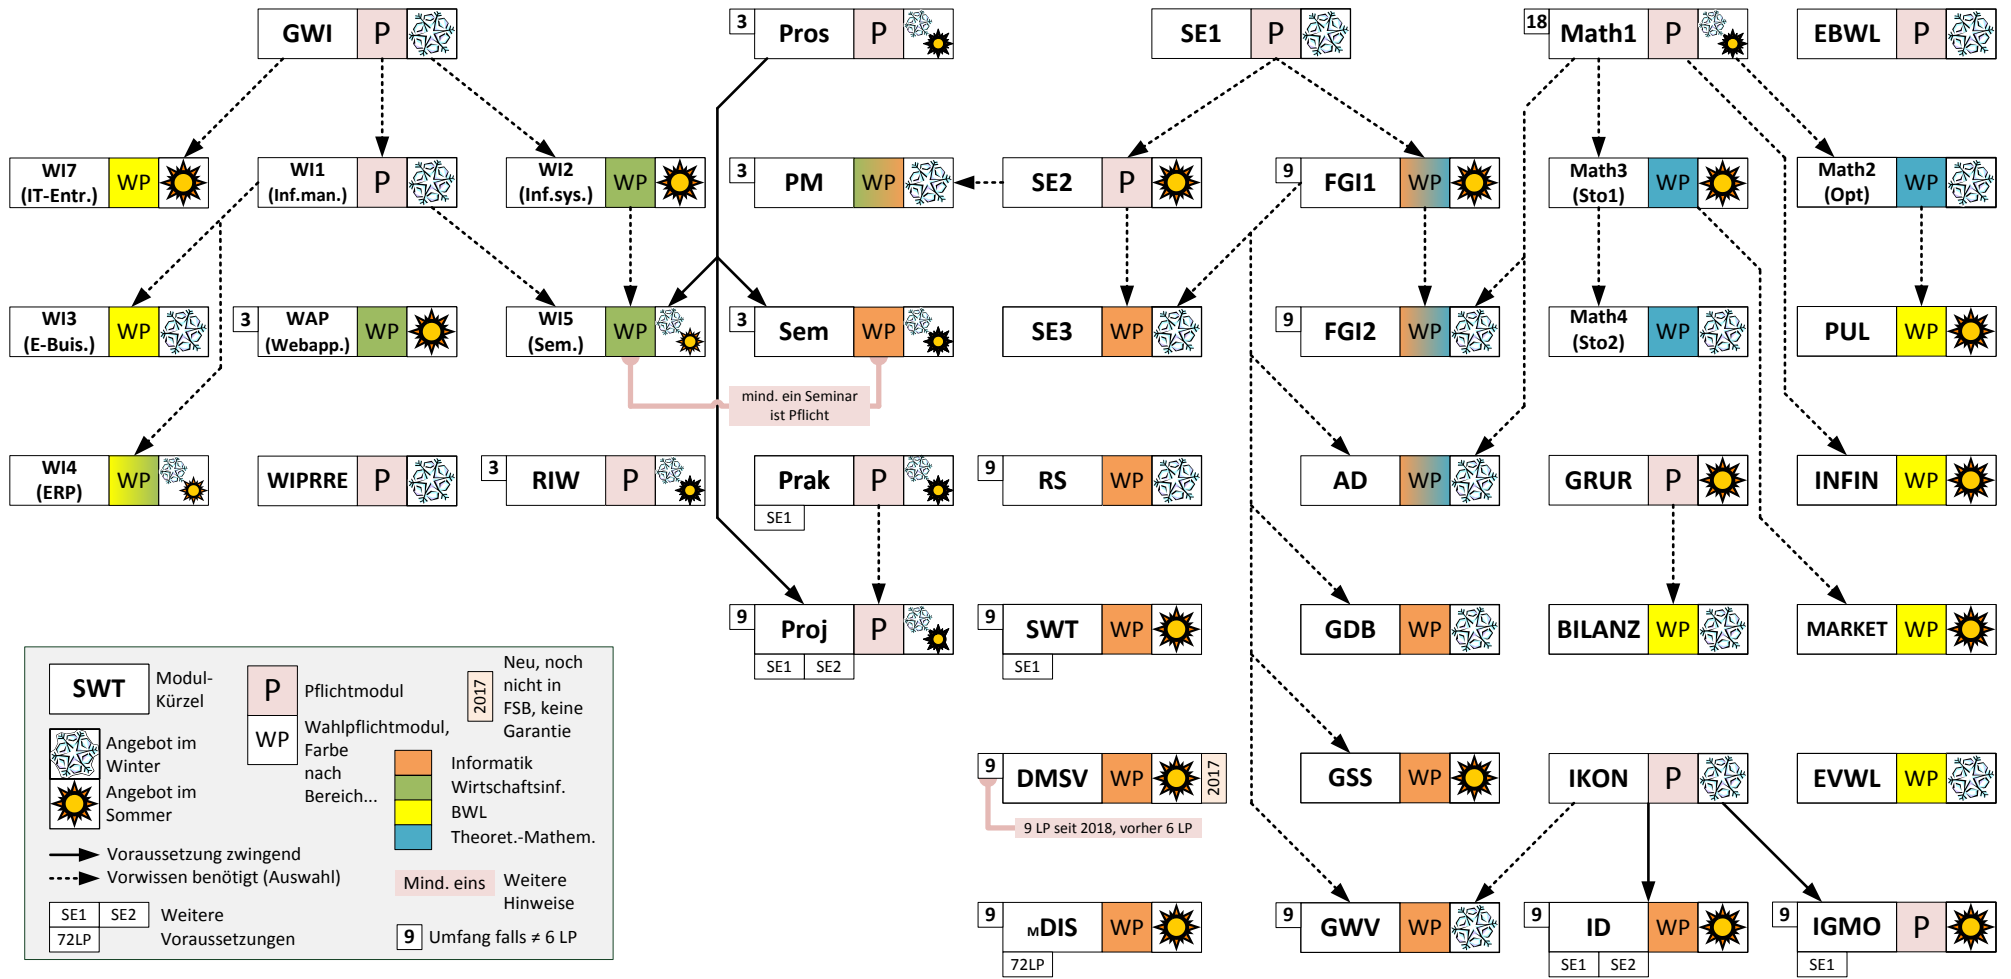 GWI P
3 Pros P
SE1 P
18 Math1 P
EBWL P
WI7
(IT-Entr.)
WP
WI1
(Inf.man.)
P
WI2
(Inf.sys.)
WP
3 PM WP
SE2 P
9 FGI1 WP
Math3
(Sto1)
WP
Math2
(Opt)
WP
WI3
(E-Buis.)
WP
3 WAP
(Webapp.)
WP
WI5
(Sem.)
WP
3 Sem WP
SE3 WP
9 FGI2 WP
Math4
(Sto2)
WP
PUL WP
mind. ein Seminar
ist Pflicht
WI4
(ERP)
WP
WIPRRE P
3 RIW P
Prak P
SE1
9 RS WP
AD WP
GRUR P
INFIN WP
9 Proj P
SE1 SE2
9 SWT WP
SE1
GDB WP
BILANZ WP
MARKET WP
9 DMSV WP 2017
9 LP seit 2018, vorher 6 LP
GSS WP
IKON P
EVWL WP
9 MDIS WP
72LP
9 GWV WP
9 ID WP
SE1 SE2
9 IGMO P
SE1
SWT
Modul-
Kürzel
P
Pflichtmodul
WP
Wahlpflichtmodul,
Farbe
nach
Bereich...
2017
Neu, noch
nicht in
FSB, keine
Garantie
Angebot im
Winter
Angebot im
Sommer
Informatik
Wirtschaftsinf.
BWL
Theoret.-Mathem.
Voraussetzung zwingend
Vorwissen benötigt (Auswahl)
Mind. eins
Weitere
Hinweise
SE1 SE2
72LP
Weitere
Voraussetzungen
9 Umfang falls ≠ 6 LP